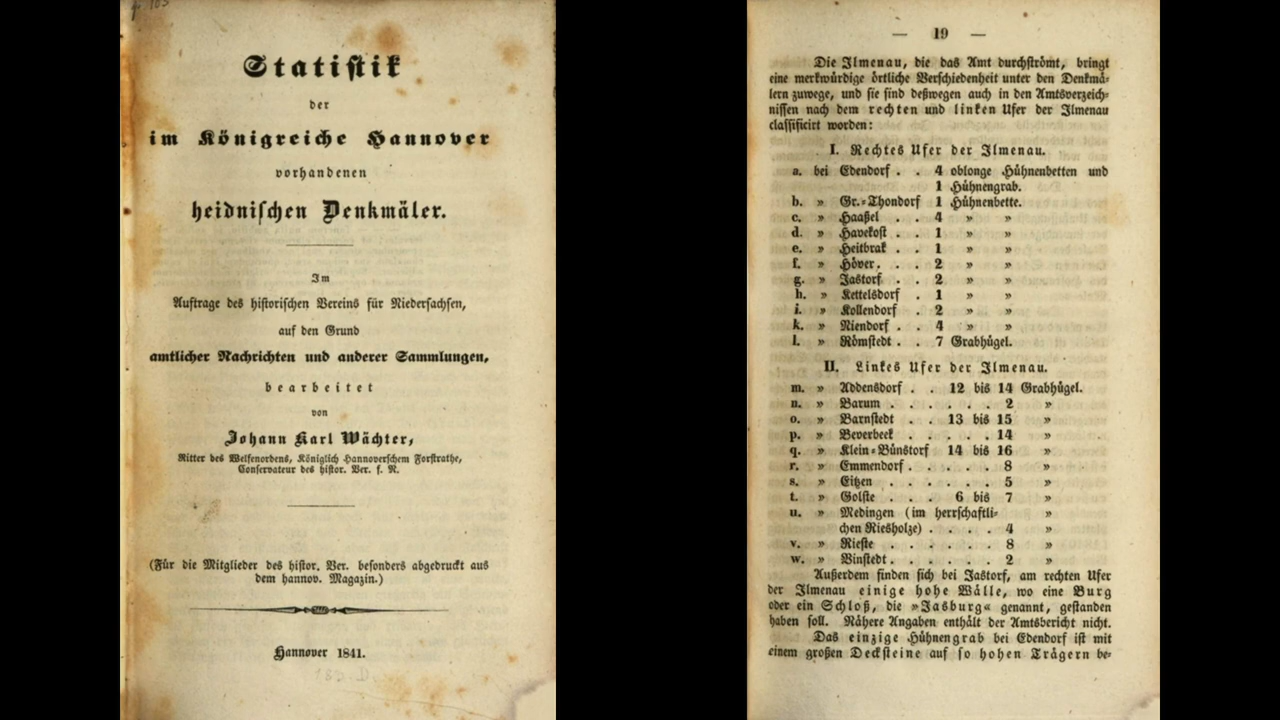 Statistik
der
im Königreiche Hannover
vorhandenen
heidnischen Denkmäler.
Im
Auftrage des historischen Vereins für Niedersachsen,
auf den Grund
amtlicher Nachrichten und anderer Sammlungen,
bearbeitet
von
Johann Karl Wächter,
Ritter des Welfenordens, Königlich Hannoverschem Forstrathe,
Conservateur des histor. Ver. f. N.
(Für die Mitglieder des histor. Ver. besonders abgedruckt aus
dem hannov. Magazin.)
Hannover 1841.
— 19 —
Die Ilmenau, die das Amt durchströmt, bringt
eine merkwürdige örtliche Verschiedenheit unter den Denkmä-
lern zuwege, und sie sind deßwegen auch in den Amtsverzeich-
nissen nach dem rechten und linken Ufer der Ilmenau
classificirt worden:
I. Rechtes Ufer der Ilmenau.
a. bei Edendorf . . 4 oblonge Hühnenbetten und
1 Hühnengrab.
b. » Gr.-Thondorf 1 Hühnenbette.
c. » Haaßel . . 4 » »
d. » Havekost . . 1 » »
e. » Heitbrak . . 1 » »
f. » Höver . . . 2 » »
g. » Jastorf . . 2 » »
h. » Kettelsdorf . 1 » »
i. » Kollendorf . 2 » »
k. » Niendorf . . 4 » »
l. » Römstedt . . 7 Grabhügel.
II. Linkes Ufer der Ilmenau.
m. » Addensdorf . . 12 bis 14 Grabhügel.
n. » Barum . . . . . . 2 »
o. » Barnstedt . . 13 bis 15 »
p. » Beverbeck . . . . . 14 »
q. » Klein-Bünstorf 14 bis 16 »
r. » Emmendorf . . . . . 8 »
s. » Eitzen . . . . . . 5 »
t. » Golste . . . 6 bis 7 »
u. » Medingen (im herrschaftli-
chen Riesholze) . . . . 4 »
v. » Rieste . . . . . . 8 »
w. » Vinstedt . . . . . . 2 »
Außerdem finden sich bei Jastorf, am rechten Ufer
der Ilmenau einige hohe Wälle, wo eine Burg
oder ein Schloß, die »Jasburg« genannt, gestanden
haben soll. Nähere Angaben enthält der Amtsbericht nicht.
Das einzige Hühnengrab bei Edendorf ist mit
einem großen Decksteine auf so hohen Trägern be-